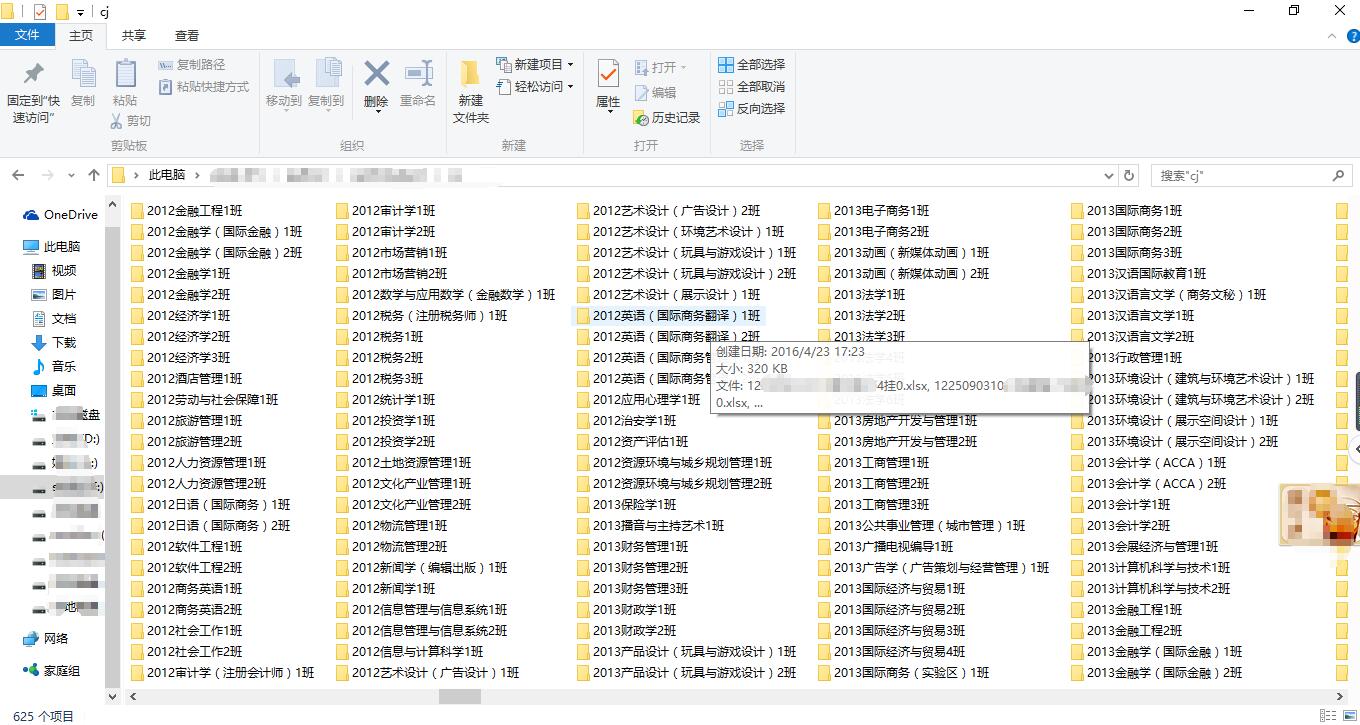 cj
文件 主页 共享 查看
固定到“快速访问”
复制
粘贴
复制路径
粘贴快捷方式
剪切
剪贴板
移动到
复制到
删除
重命名
组织
新建文件夹
新建项目
轻松访问
新建
属性
打开
编辑
历史记录
打开
全部选择
全部取消
反向选择
选择
此电脑
搜索"cj"
OneDrive
此电脑
视频
图片
文档
下载
音乐
桌面
网络
家庭组
2012金融工程1班
2012金融学（国际金融）1班
2012金融学（国际金融）2班
2012金融学1班
2012金融学2班
2012经济学1班
2012经济学2班
2012经济学3班
2012酒店管理1班
2012劳动与社会保障1班
2012旅游管理1班
2012旅游管理2班
2012人力资源管理1班
2012人力资源管理2班
2012日语（国际商务）1班
2012日语（国际商务）2班
2012软件工程1班
2012软件工程2班
2012商务英语1班
2012商务英语2班
2012社会工作1班
2012社会工作2班
2012审计学（注册会计师）1班
2012审计学1班
2012审计学2班
2012市场营销1班
2012市场营销2班
2012数学与应用数学（金融数学）1班
2012税务（注册税务师）1班
2012税务1班
2012税务2班
2012税务3班
2012统计学1班
2012投资学1班
2012投资学2班
2012土地资源管理1班
2012文化产业管理1班
2012文化产业管理2班
2012物流管理1班
2012物流管理2班
2012新闻学（编辑出版）1班
2012新闻学1班
2012信息管理与信息系统1班
2012信息管理与信息系统2班
2012信息与计算科学1班
2012艺术设计（广告设计）1班
2012艺术设计（广告设计）2班
2012艺术设计（环境艺术设计）1班
2012艺术设计（玩具与游戏设计）1班
2012艺术设计（玩具与游戏设计）2班
2012艺术设计（展示设计）1班
2012英语（国际商务翻译）1班
2012英语（国际商务翻译）2班
2012英语（国际商务
2012英语（国际商务
2012应用心理学1班
2012治安学1班
2012资产评估1班
2012资源环境与城乡规划管理1班
2012资源环境与城乡规划管理2班
2013保险学1班
2013播音与主持艺术1班
2013财务管理1班
2013财务管理2班
2013财务管理3班
2013财政学1班
2013财政学2班
2013产品设计（玩具与游戏设计）1班
2013产品设计（玩具与游戏设计）2班
2013电子商务1班
2013电子商务2班
2013动画（新媒体动画）1班
2013动画（新媒体动画）2班
2013法学1班
2013法学2班
2013法学3班
创建日期: 2016/4/23 17:23
大小: 320 KB
文件: 12 4挂0.xlsx, 1225090310
0.xlsx, ...
2013房地产开发与管理1班
2013房地产开发与管理2班
2013工商管理1班
2013工商管理2班
2013工商管理3班
2013公共事业管理（城市管理）1班
2013广播电视编导1班
2013广告学（广告策划与经营管理）1班
2013国际经济与贸易1班
2013国际经济与贸易2班
2013国际经济与贸易3班
2013国际经济与贸易4班
2013国际商务（实验区）1班
2013国际商务1班
2013国际商务2班
2013国际商务3班
2013汉语国际教育1班
2013汉语言文学（商务文秘）1班
2013汉语言文学1班
2013汉语言文学2班
2013行政管理1班
2013环境设计（建筑与环境艺术设计）1班
2013环境设计（建筑与环境艺术设计）2班
2013环境设计（展示空间设计）1班
2013环境设计（展示空间设计）2班
2013会计学（ACCA）1班
2013会计学（ACCA）2班
2013会计学1班
2013会计学2班
2013会展经济与管理1班
2013计算机科学与技术1班
2013计算机科学与技术2班
2013金融工程1班
2013金融工程2班
2013金融学（国际金融）1班
2013金融学（国际金融）2班
625 个项目